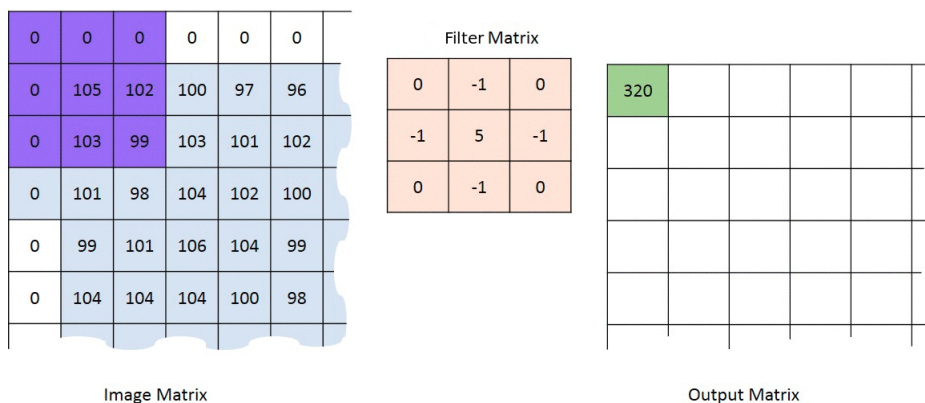 0 0 0 0 0 0
Filter Matrix
0 105 102 100 97 96
0 -1 0
320
0 103 99 103 101 102
-1 5 -1
0 101 98 104 102 100
0 -1 0
0 99 101 106 104 99
0 104 104 104 100 98
Image Matrix
Output Matrix